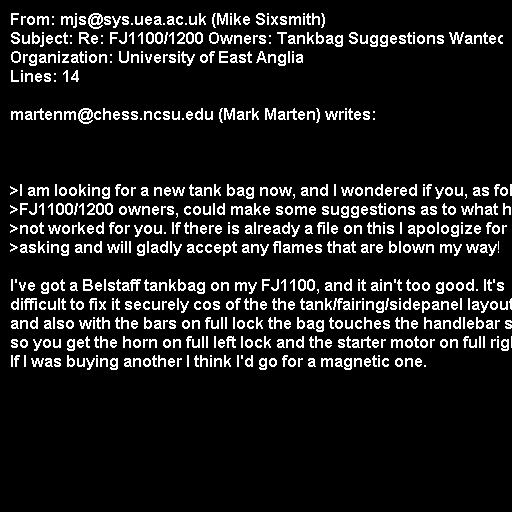 From: mjs@sys.uea.ac.uk (Mike Sixsmith)
Subject: Re: FJ1100/1200 Owners: Tankbag Suggestions Wanted
Organization: University of East Anglia
Lines: 14
martenm@chess.ncsu.edu (Mark Marten) writes:
>I am looking for a new tank bag now, and I wondered if you, as
>FJ1100/1200 owners, could make some suggestions as to what
>not worked for you. If there is already a file on this I apologize for
>asking and will gladly accept any flames that are blown my way!
I've got a Belstaff tankbag on my FJ1100, and it ain't too good. It's
difficult to fix it securely cos of the the tank/fairing/sidepanel layout
and also with the bars on full lock the bag touches the handlebar
so you get the horn on full left lock and the starter motor on full
If I was buying another I think I'd go for a magnetic one.